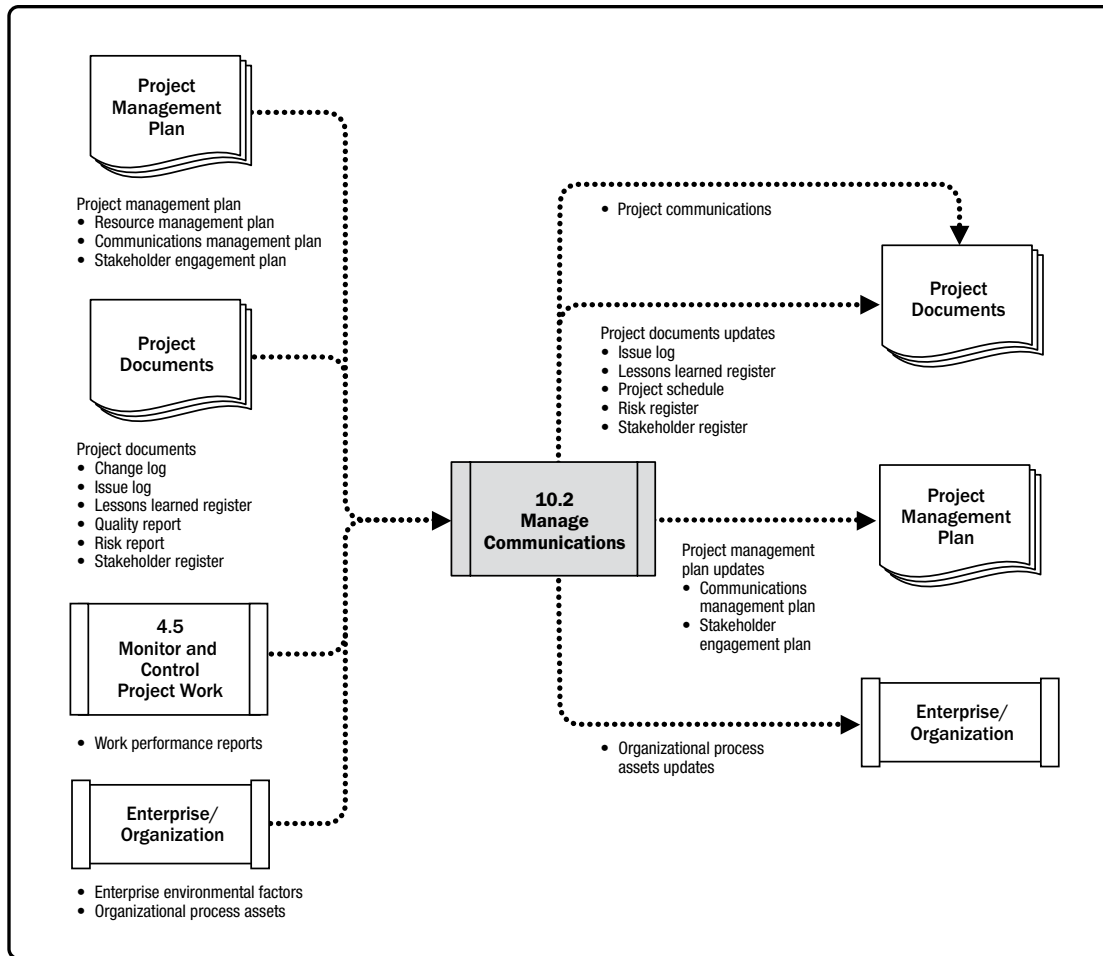 Project
Management
Plan
Project management plan
• Resource management plan
• Communications management plan
• Stakeholder engagement plan
Project
Documents
Project documents
• Change log
• Issue log
• Lessons learned register
• Quality report
• Risk report
• Stakeholder register
4.5
Monitor and
Control
Project Work
• Work performance reports
Enterprise/
Organization
• Enterprise environmental factors
• Organizational process assets
10.2
Manage
Communications
• Project communications
Project
Documents
Project documents updates
• Issue log
• Lessons learned register
• Project schedule
• Risk register
• Stakeholder register
Project
Management
Plan
Project management
plan updates
• Communications
management plan
• Stakeholder
engagement plan
Enterprise/
Organization
• Organizational process
assets updates